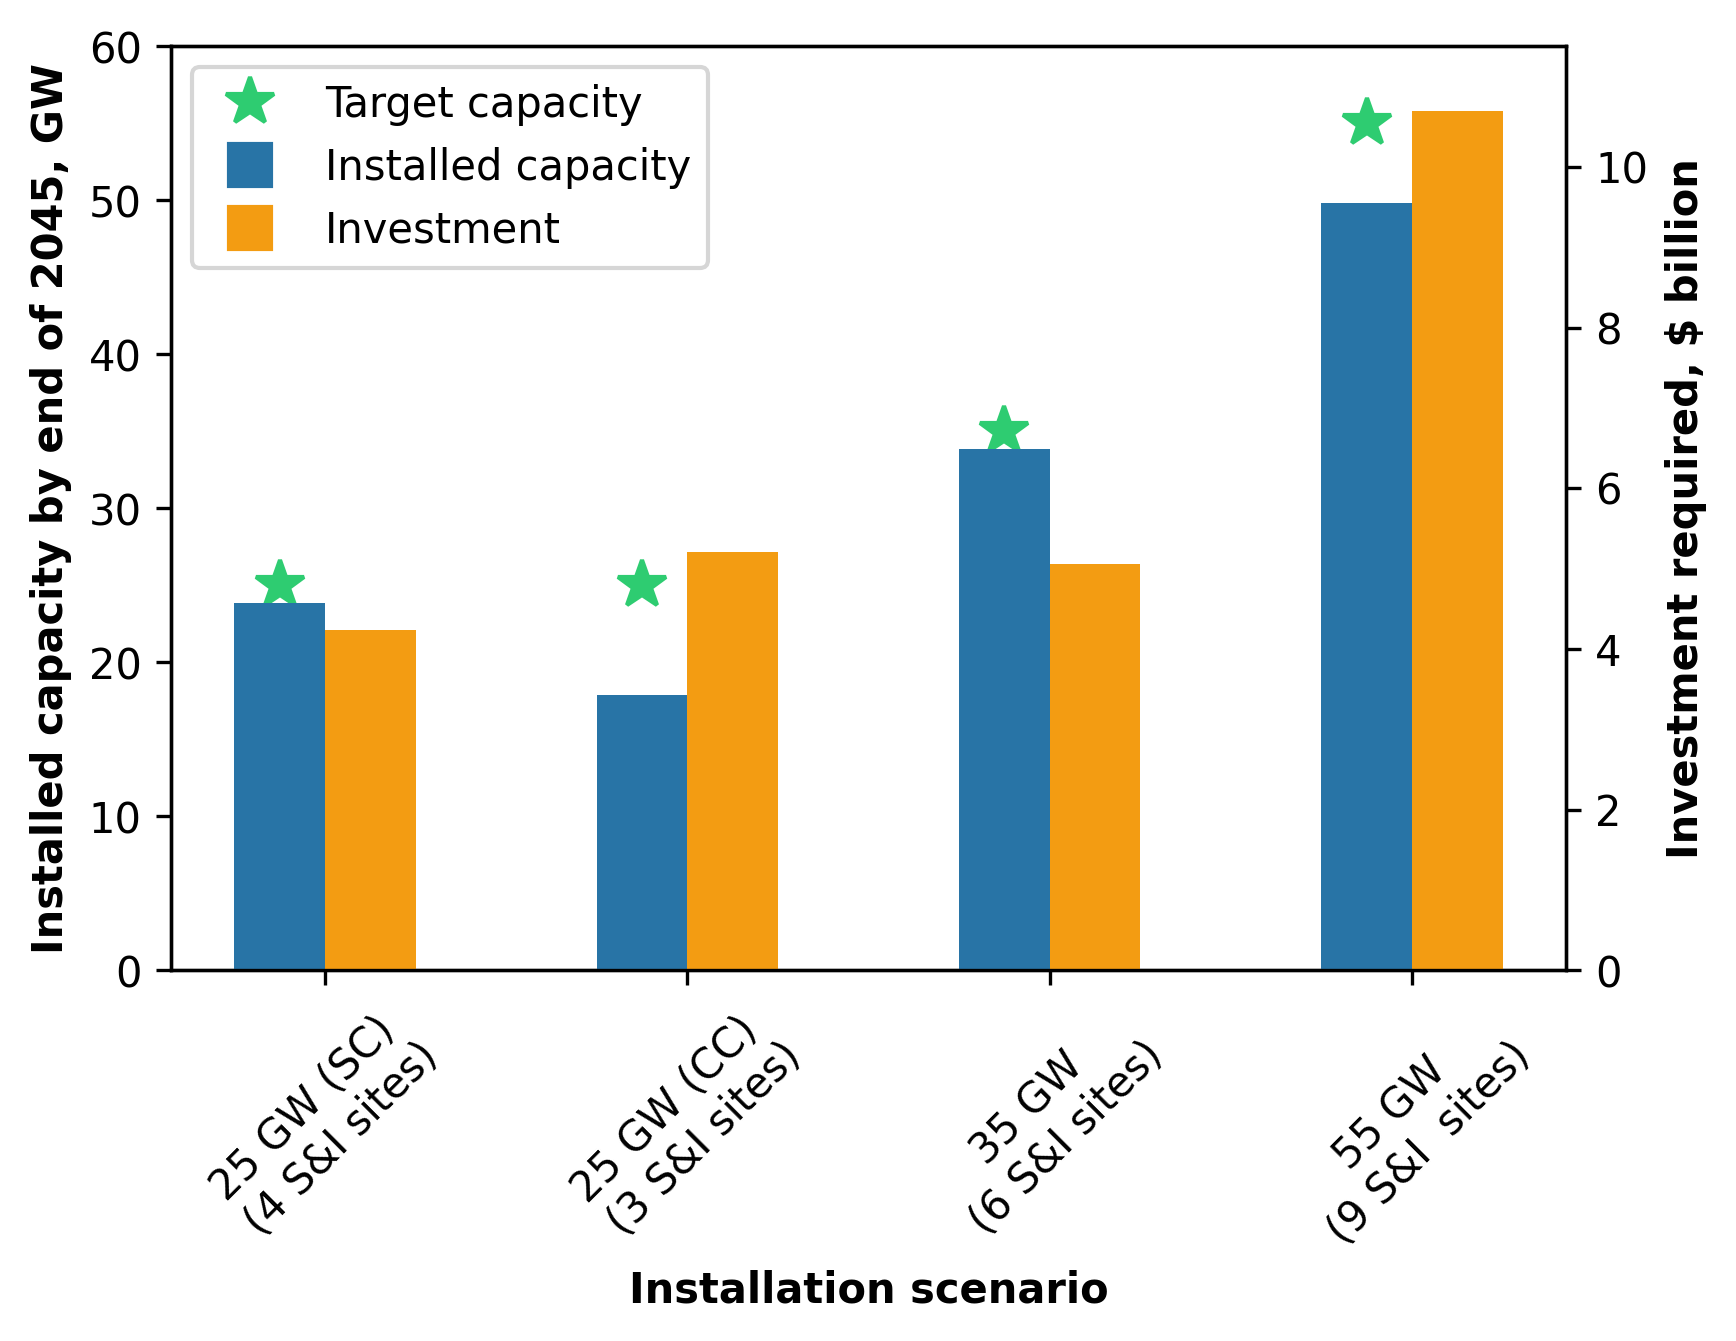 60
50
40
30
20
10
0
Installed capacity by end of 2045, GW
Target capacity
Installed capacity
Investment
10
8
6
4
2
0
Investment required, $ billion
25 GW (SC)
(4 S&I sites)
25 GW (CC)
(3 S&I sites)
35 GW
(6 S&I sites)
55 GW
(9 S&I  sites)
Installation scenario